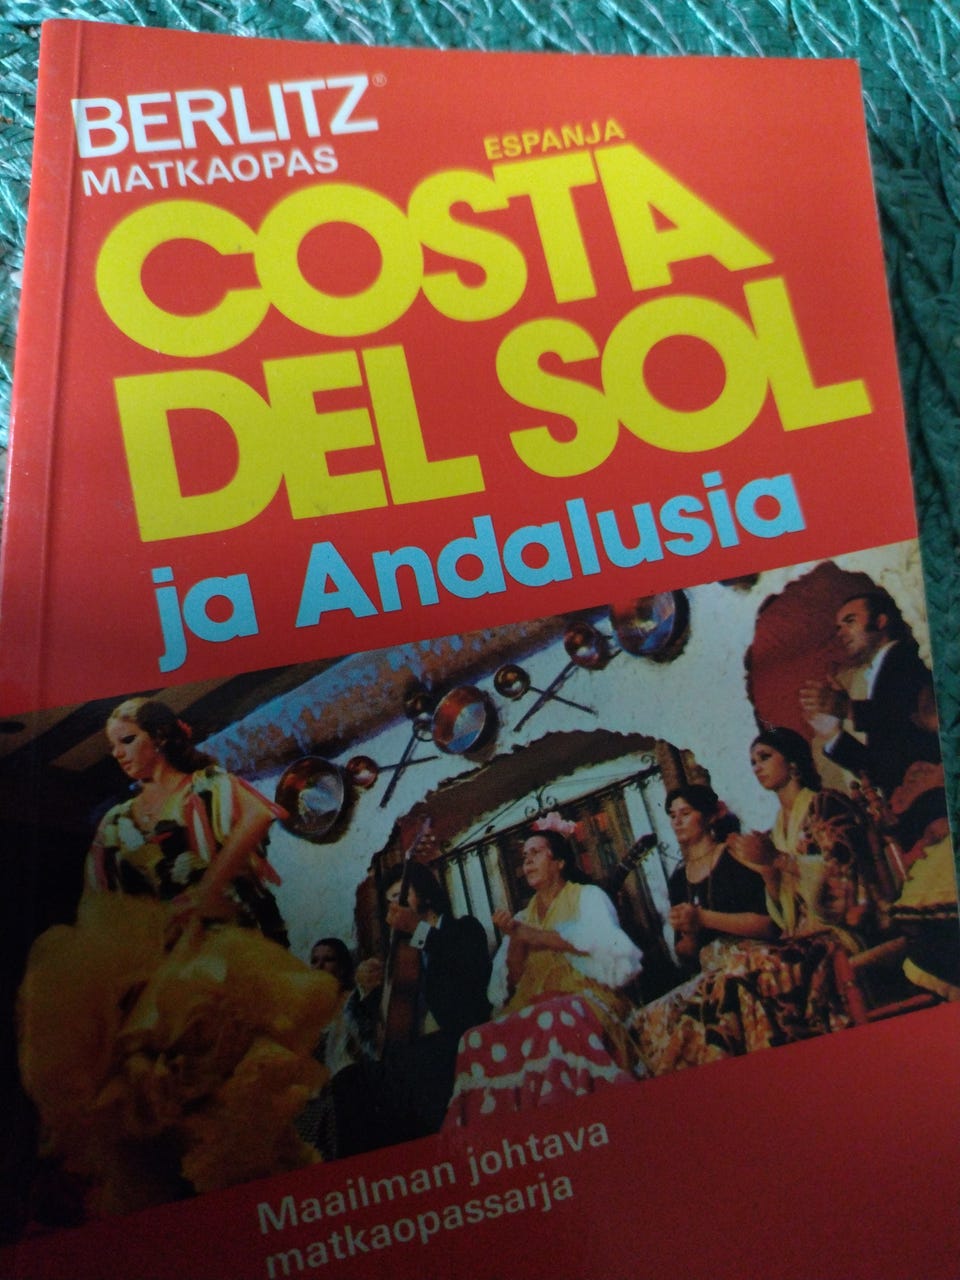 BERLITZ®
MATKAOPAS
ESPANJA
COSTA
DEL SOL
ja Andalusia
Maailman johtava
matkaopassarja